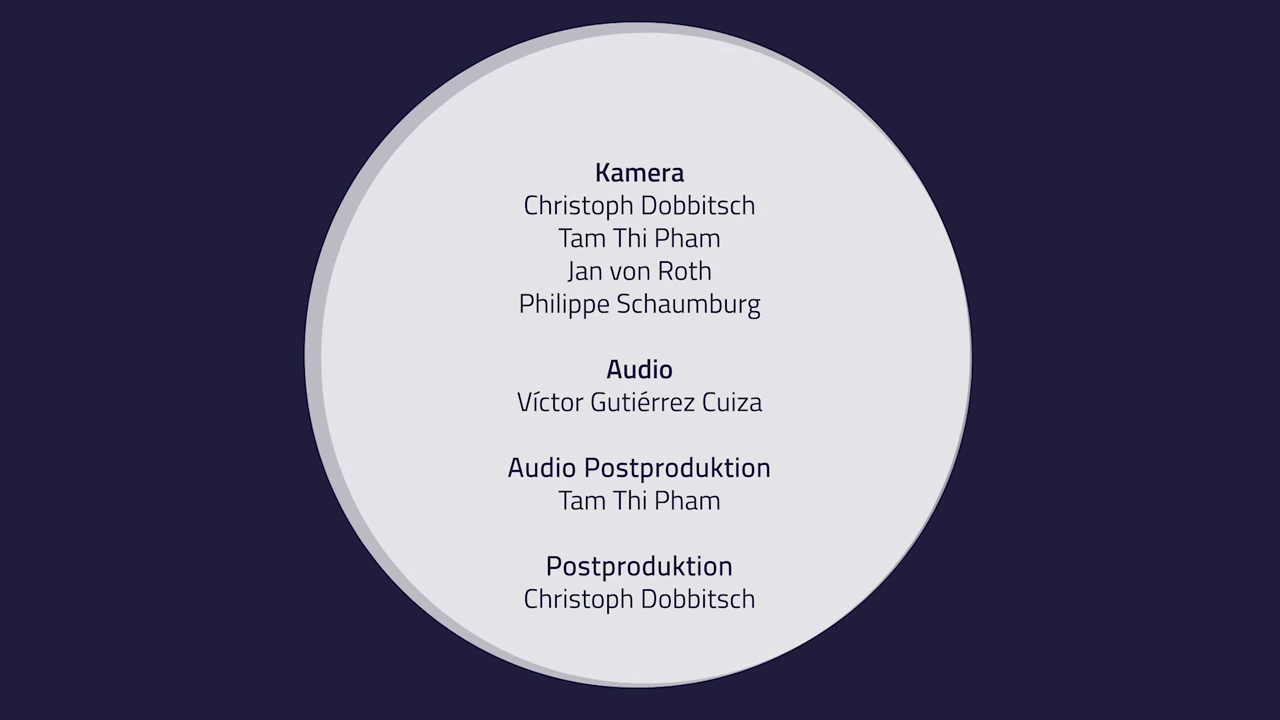 Kamera
Christoph Dobbitsch
Tam Thi Pham
Jan von Roth
Philippe Schaumburg
Audio
Víctor Gutiérrez Cuiza
Audio Postproduktion
Tam Thi Pham
Postproduktion
Christoph Dobbitsch